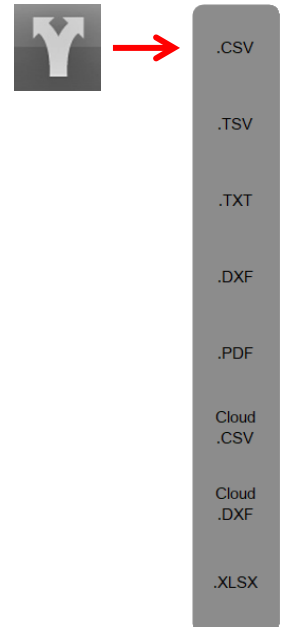 .CSV
.TSV
.TXT
.DXF
.PDF
Cloud
.CSV
Cloud
.DXF
.XLSX